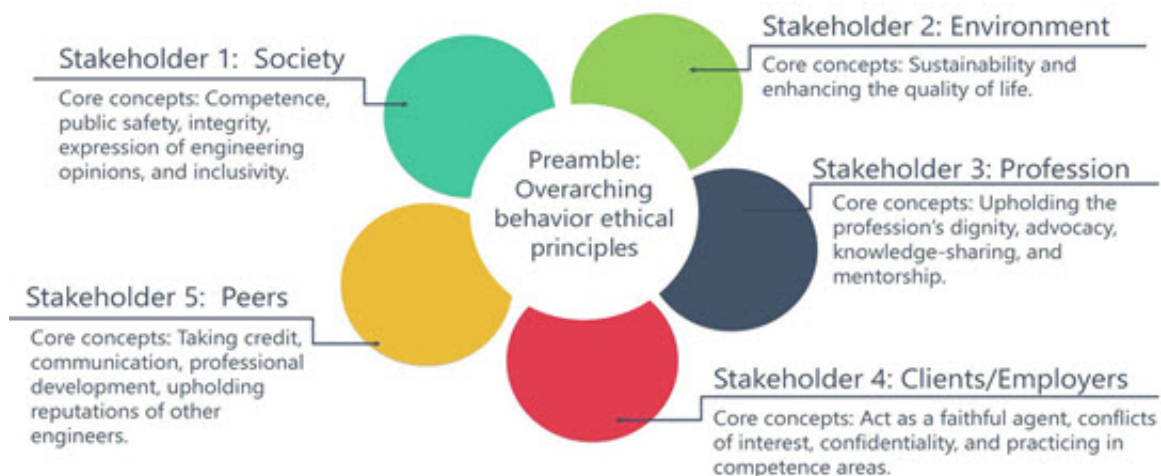 Stakeholder 1: Society
Core concepts: Competence,
public safety, integrity,
expression of engineering
opinions, and inclusivity.
Stakeholder 2: Environment
Core concepts: Sustainability and
enhancing the quality of life.
Preamble:
Overarching
behavior ethical
principles
Stakeholder 3: Profession
Core concepts: Upholding the
profession's dignity, advocacy,
knowledge-sharing, and
mentorship.
Stakeholder 5: Peers
Core concepts: Taking credit,
communication, professional
development, upholding
reputations of other
engineers.
Stakeholder 4: Clients/Employers
Core concepts: Act as a faithful agent, conflicts
of interest, confidentiality, and practicing in
competence areas.